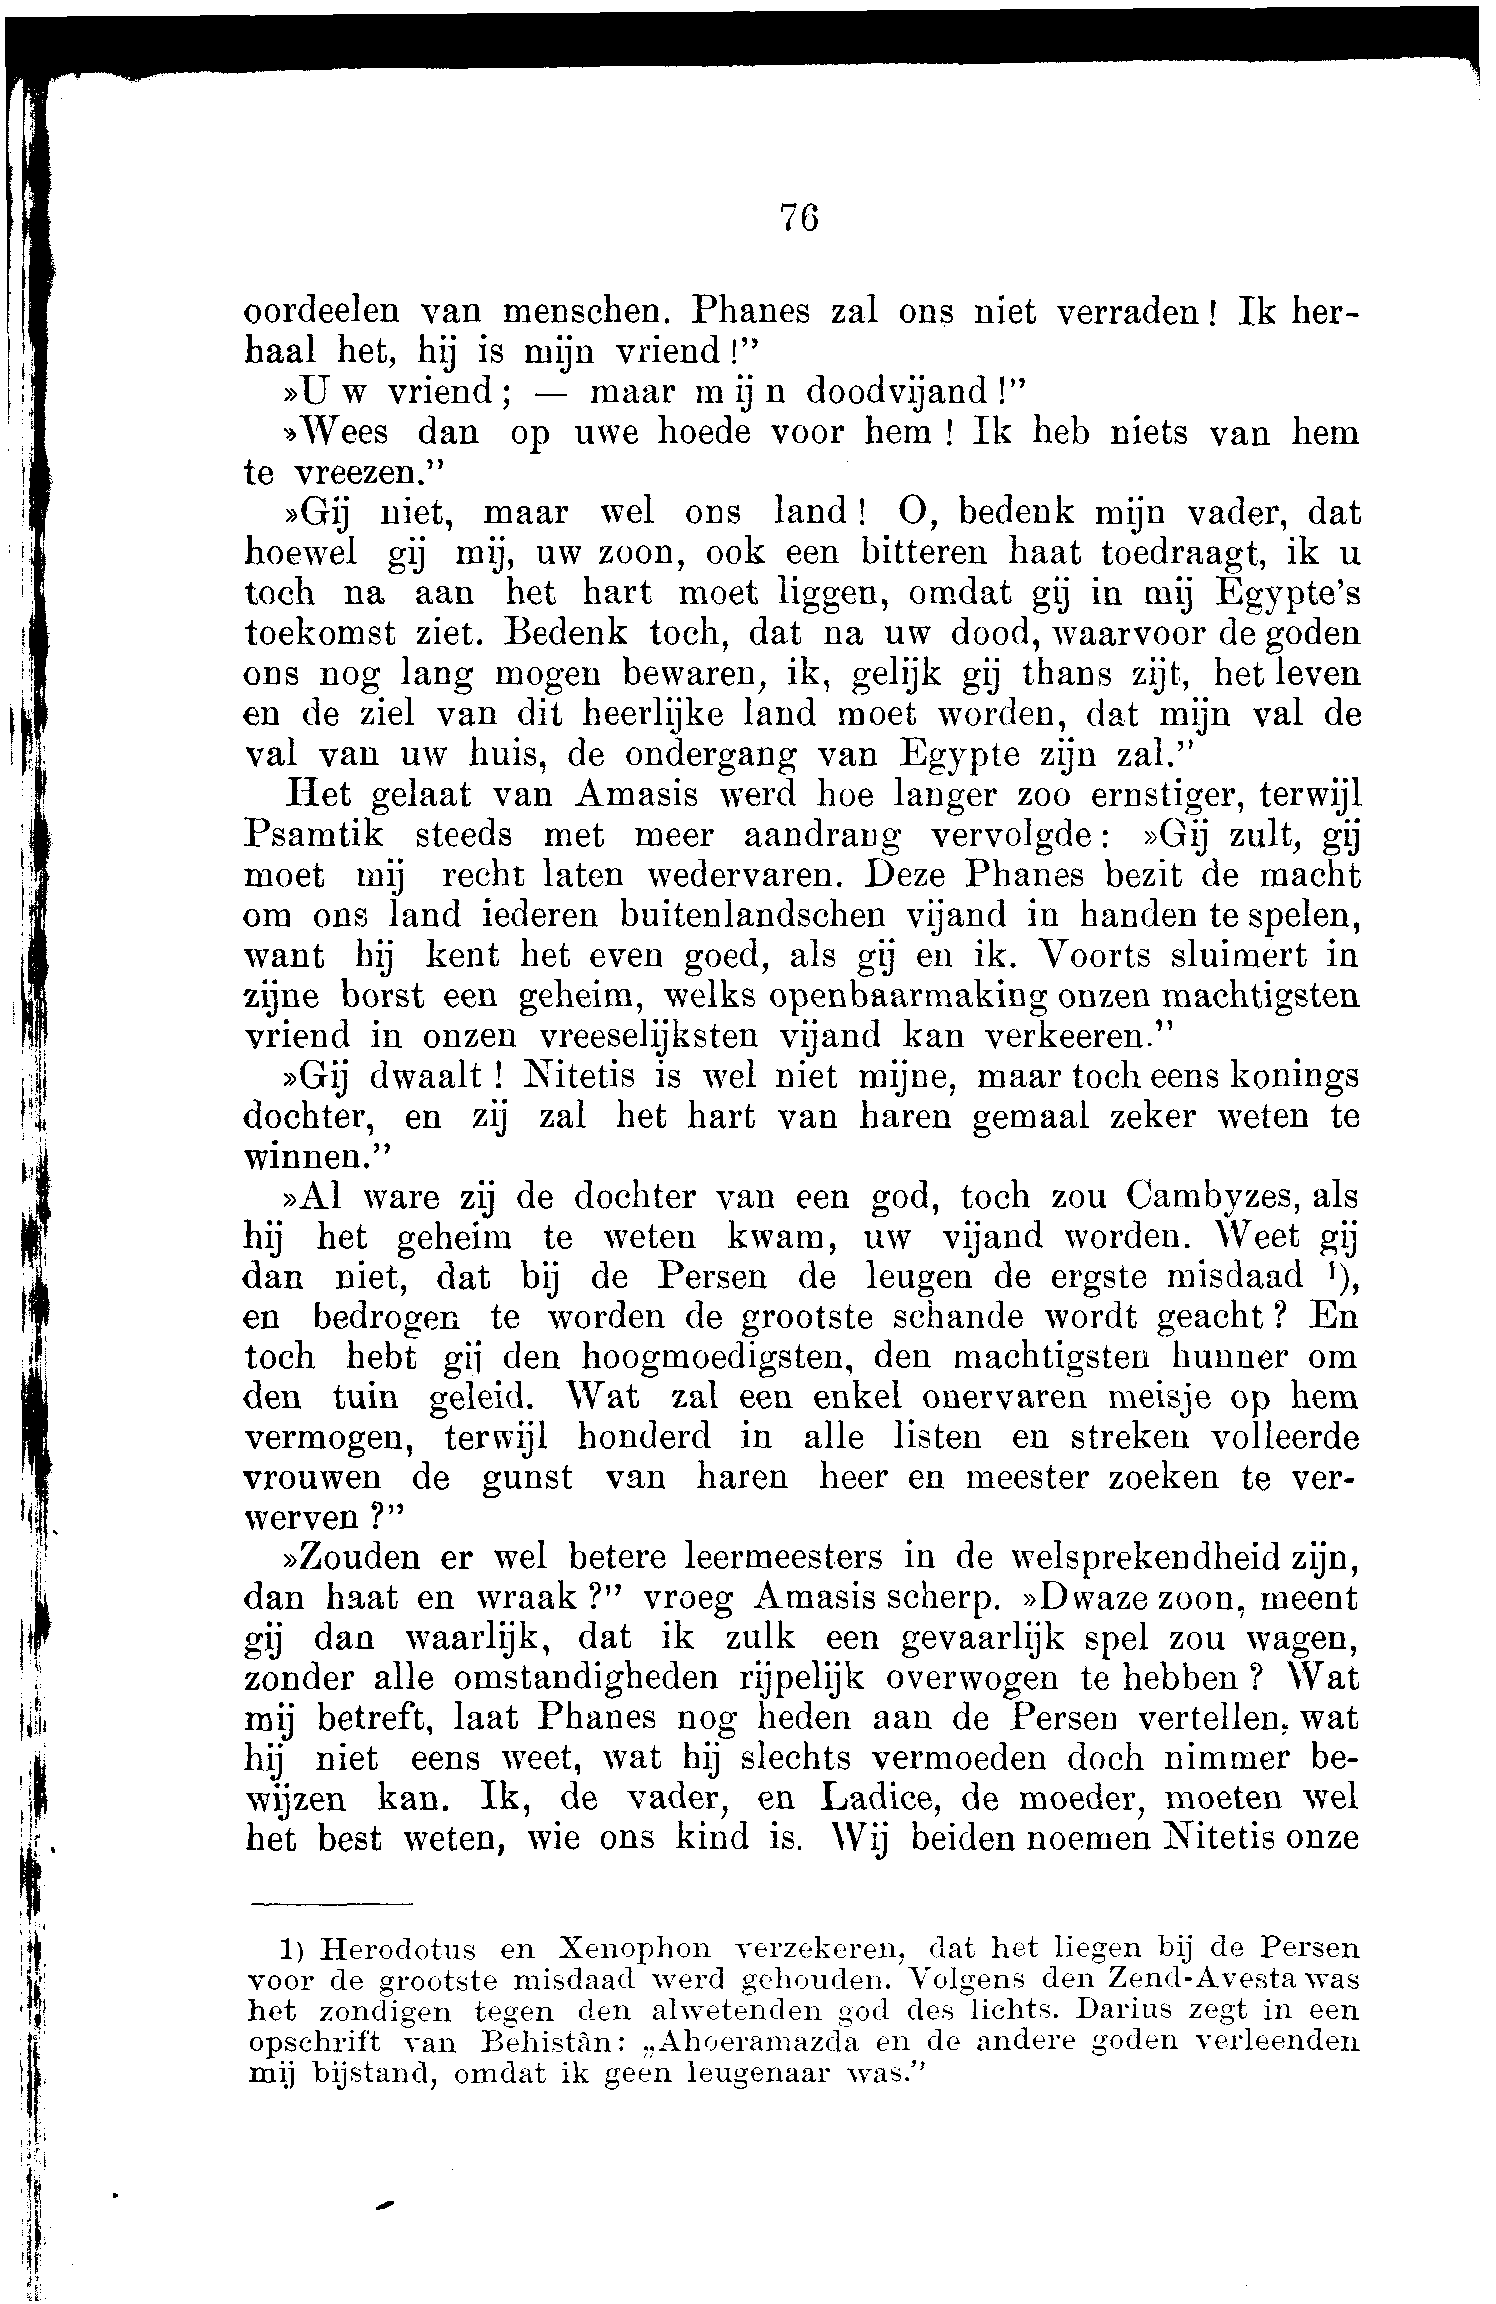 76
oordeelen van menschen. Phanes zal ons niet verraden! Ik her-
haal het, hij is mijn vriend!”
»U w vriend; — maar m ij n doodvijand!”
»Wees dan op uwe hoede voor hem! Ik heb niets van hem
te vreezen.”
»Gij niet, maar wel ons land! O, bedenk mijn vader, dat
hoewel gij mij, uw zoon, ook een bitteren haat toedraagt, ik u
toch na aan het hart moet liggen, omdat gij in mij Egypte’s
toekomst ziet. Bedenk toch, dat na uw dood, waarvoor de goden
ons nog lang mogen bewaren, ik, gelijk gij thans zijt, het leven
en de ziel van dit heerlijke land moet worden, dat mijn val de
val van uw huis, de ondergang van Egypte zijn zal.”
Het gelaat van Amasis werd hoe langer zoo ernstiger, terwijl
Psamtik steeds met meer aandrang vervolgde: »Gij zult, gij
moet mij recht laten wedervaren. Deze Phanes bezit de macht
om ons land iederen buitenlandschen vijand in handen te spelen,
want hij kent het even goed, als gij en ik. Voorts sluimert in
zijne borst een geheim, welks openbaarmaking onzen machtigsten
vriend in onzen vreeselijksten vijand kan verkeeren.”
»Gij dwaalt! Nitetis is wel niet mijne, maar toch eens konings
dochter, en zij zal het hart van haren gemaal zeker weten te
winnen.”
»Al ware zij de dochter van een god, toch zou Cambyzes, als
hij het geheim te weten kwam, uw vijand worden. Weet gij
dan niet, dat bij de Persen de leugen de ergste misdaad ¹),
en bedrogen te worden de grootste schande wordt geacht? En
toch hebt gij den hoogmoedigsten, den machtigsten hunner om
den tuin geleid. Wat zal een enkel onervaren meisje op hem
vermogen, terwijl honderd in alle listen en streken volleerde
vrouwen de gunst van haren heer en meester zoeken te ver-
werven?”
»Zouden er wel betere leermeesters in de welsprekendheid zijn,
dan haat en wraak?” vroeg Amasis scherp. »Dwaze zoon, meent
gij dan waarlijk, dat ik zulk een gevaarlijk spel zou wagen,
zonder alle omstandigheden rijpelijk overwogen te hebben? Wat
mij betreft, laat Phanes nog heden aan de Persen vertellen, wat
hij niet eens weet, wat hij slechts vermoeden doch nimmer be-
wijzen kan. Ik, de vader, en Ladice, de moeder, moeten wel
het best weten, wie ons kind is. Wij beiden noemen Nitetis onze
1) Herodotus en Xenophon verzekeren, dat het liegen bij de Persen
voor de grootste misdaad werd gehouden. Volgens den Zend-Avesta was
het zondigen tegen den alwetenden god des lichts. Darius zegt in een
opschrift van Behistân: „Ahoeramazda en de andere goden verleenden
mij bijstand, omdat ik geen leugenaar was.”